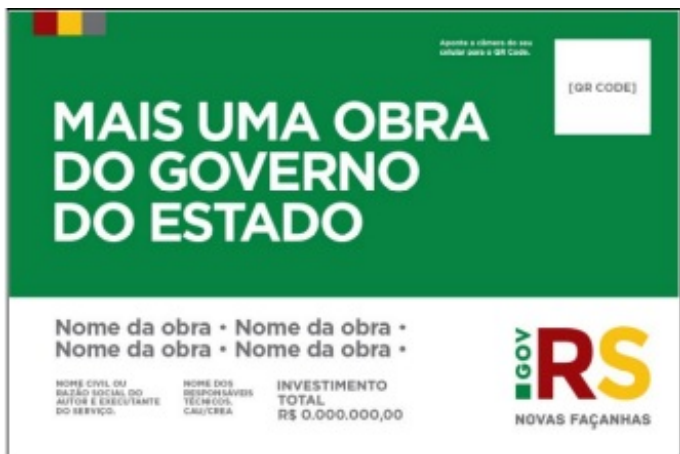 Aponte a câmera do seu
celular para o QR Code.
[QR CODE]
MAIS UMA OBRA
DO GOVERNO
DO ESTADO
Nome da obra • Nome da obra •
Nome da obra • Nome da obra •
NOME CIVIL OU
RAZÃO SOCIAL DO
AUTOR E EXECUTANTE
DO SERVIÇO.
NOME DOS
RESPONSÁVEIS
TÉCNICOS.
CAU/CREA
INVESTIMENTO
TOTAL
R$ 0.000.000,00
GOV
RS
NOVAS FAÇANHAS